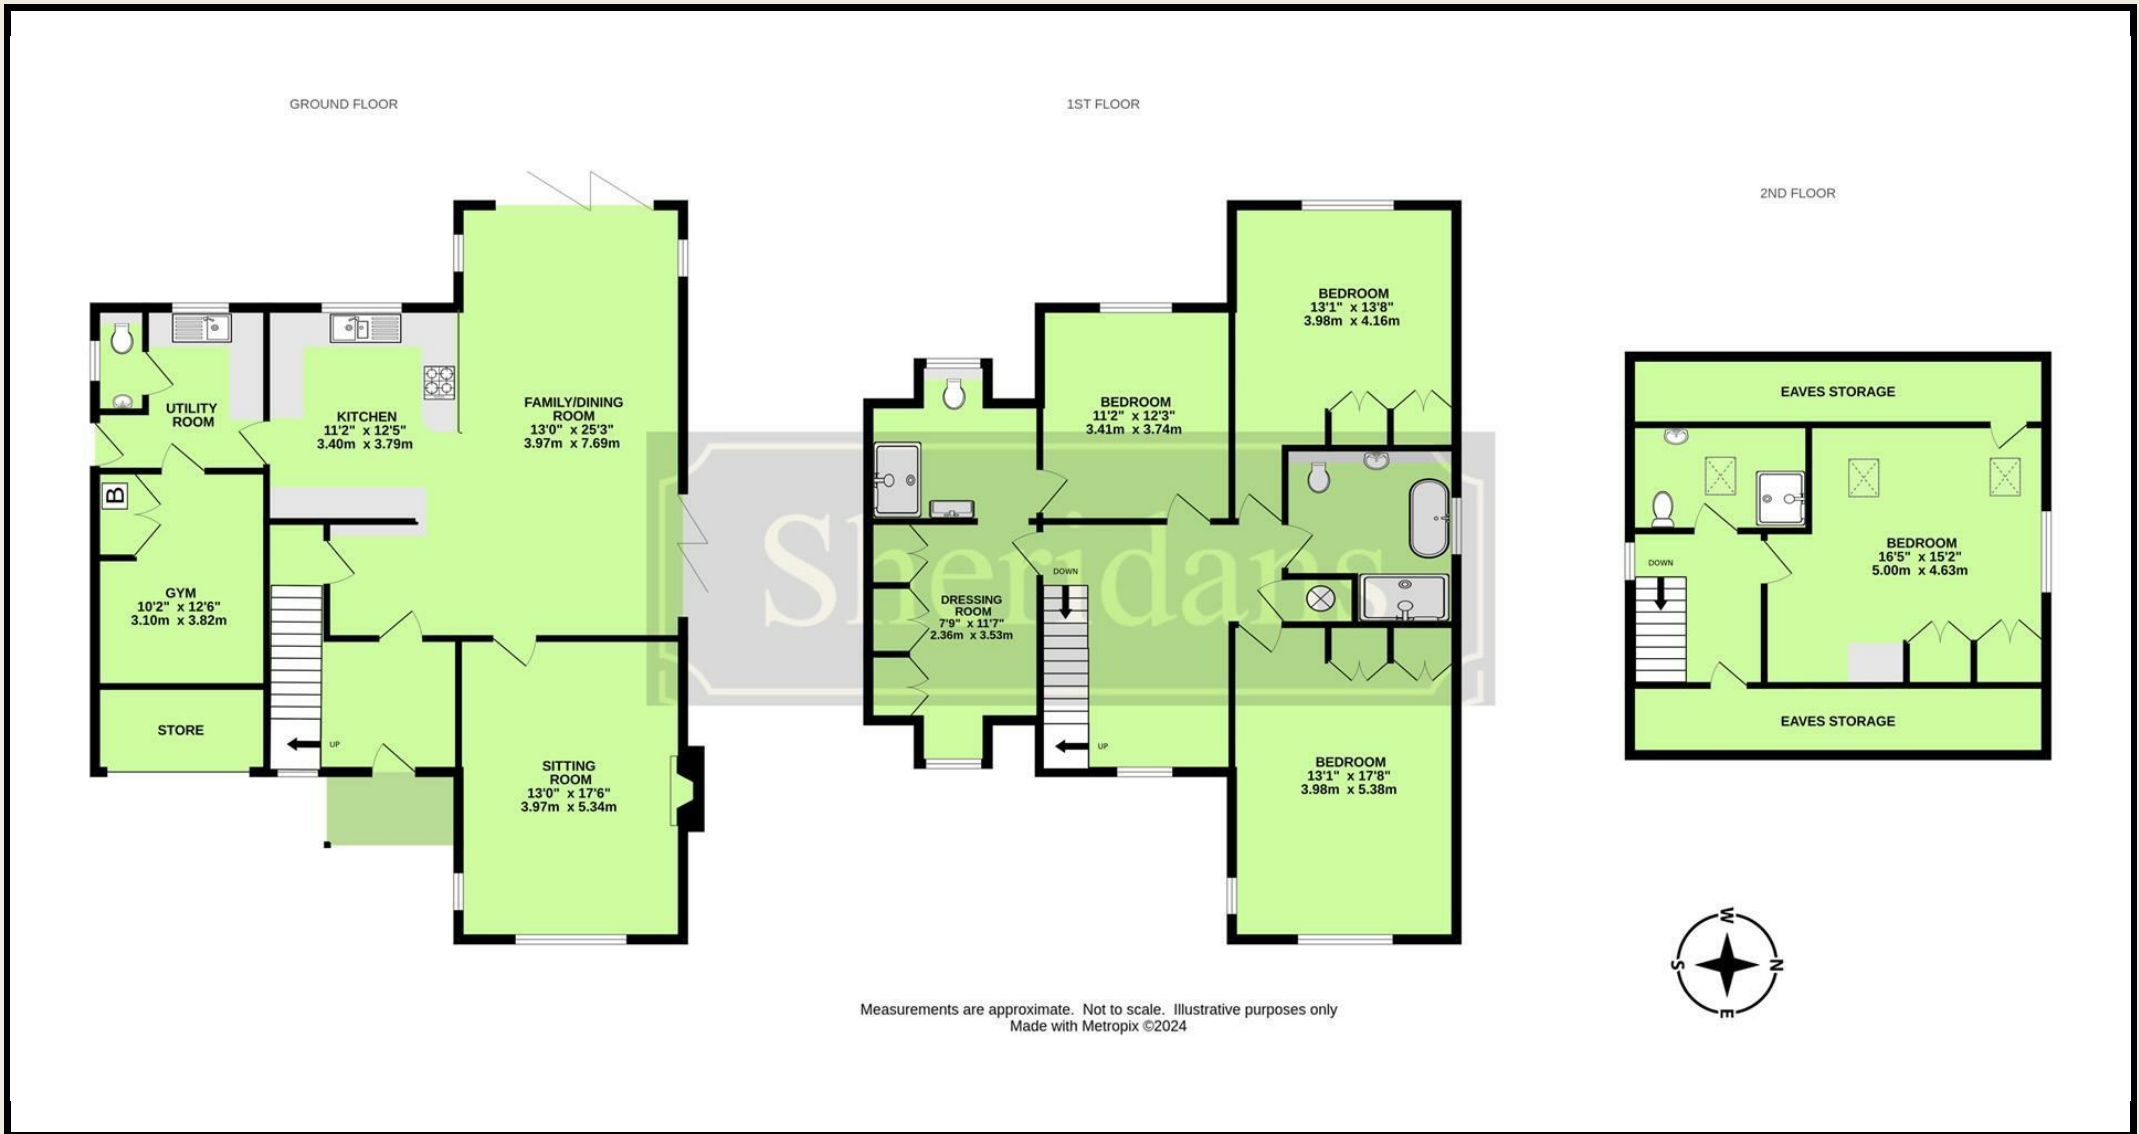 GROUND FLOOR
1ST FLOOR
2ND FLOOR
UTILITY
ROOM
KITCHEN
11'2" x 12'5"
3.40m x 3.79m
FAMILY/DINING
ROOM
13'0" x 25'3"
3.97m x 7.69m
B
GYM
10'2" x 12'6"
3.10m x 3.82m
STORE
UP
SITTING
ROOM
13'0" x 17'6"
3.97m x 5.34m
BEDROOM
13'1" x 13'8"
3.98m x 4.16m
BEDROOM
11'2" x 12'3"
3.41m x 3.74m
Sheridans
DOWN
DRESSING
ROOM
7'9" x 11'7"
2.36m x 3.53m
UP
BEDROOM
13'1" x 17'8"
3.98m x 5.38m
EAVES STORAGE
BEDROOM
16'5" x 15'2"
5.00m x 4.63m
DOWN
EAVES STORAGE
W
S
N
E
Measurements are approximate. Not to scale. Illustrative purposes only
Made with Metropix ©2024